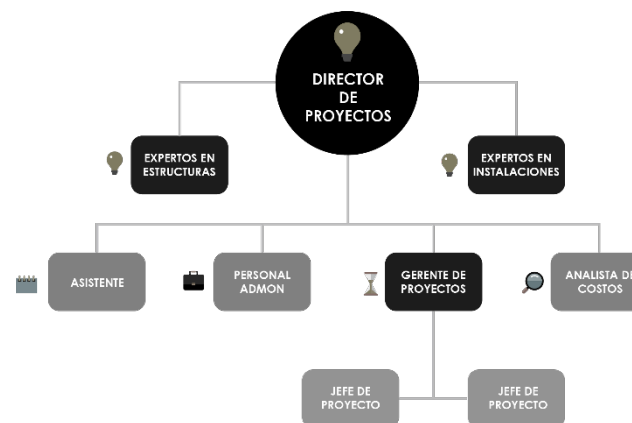 DIRECTOR
DE
PROYECTOS
EXPERTOS EN
ESTRUCTURAS
EXPERTOS EN
INSTALACIONES
ASISTENTE
PERSONAL
ADMON
GERENTE DE
PROYECTOS
ANALISTA DE
COSTOS
JEFE DE
PROYECTO
JEFE DE
PROYECTO